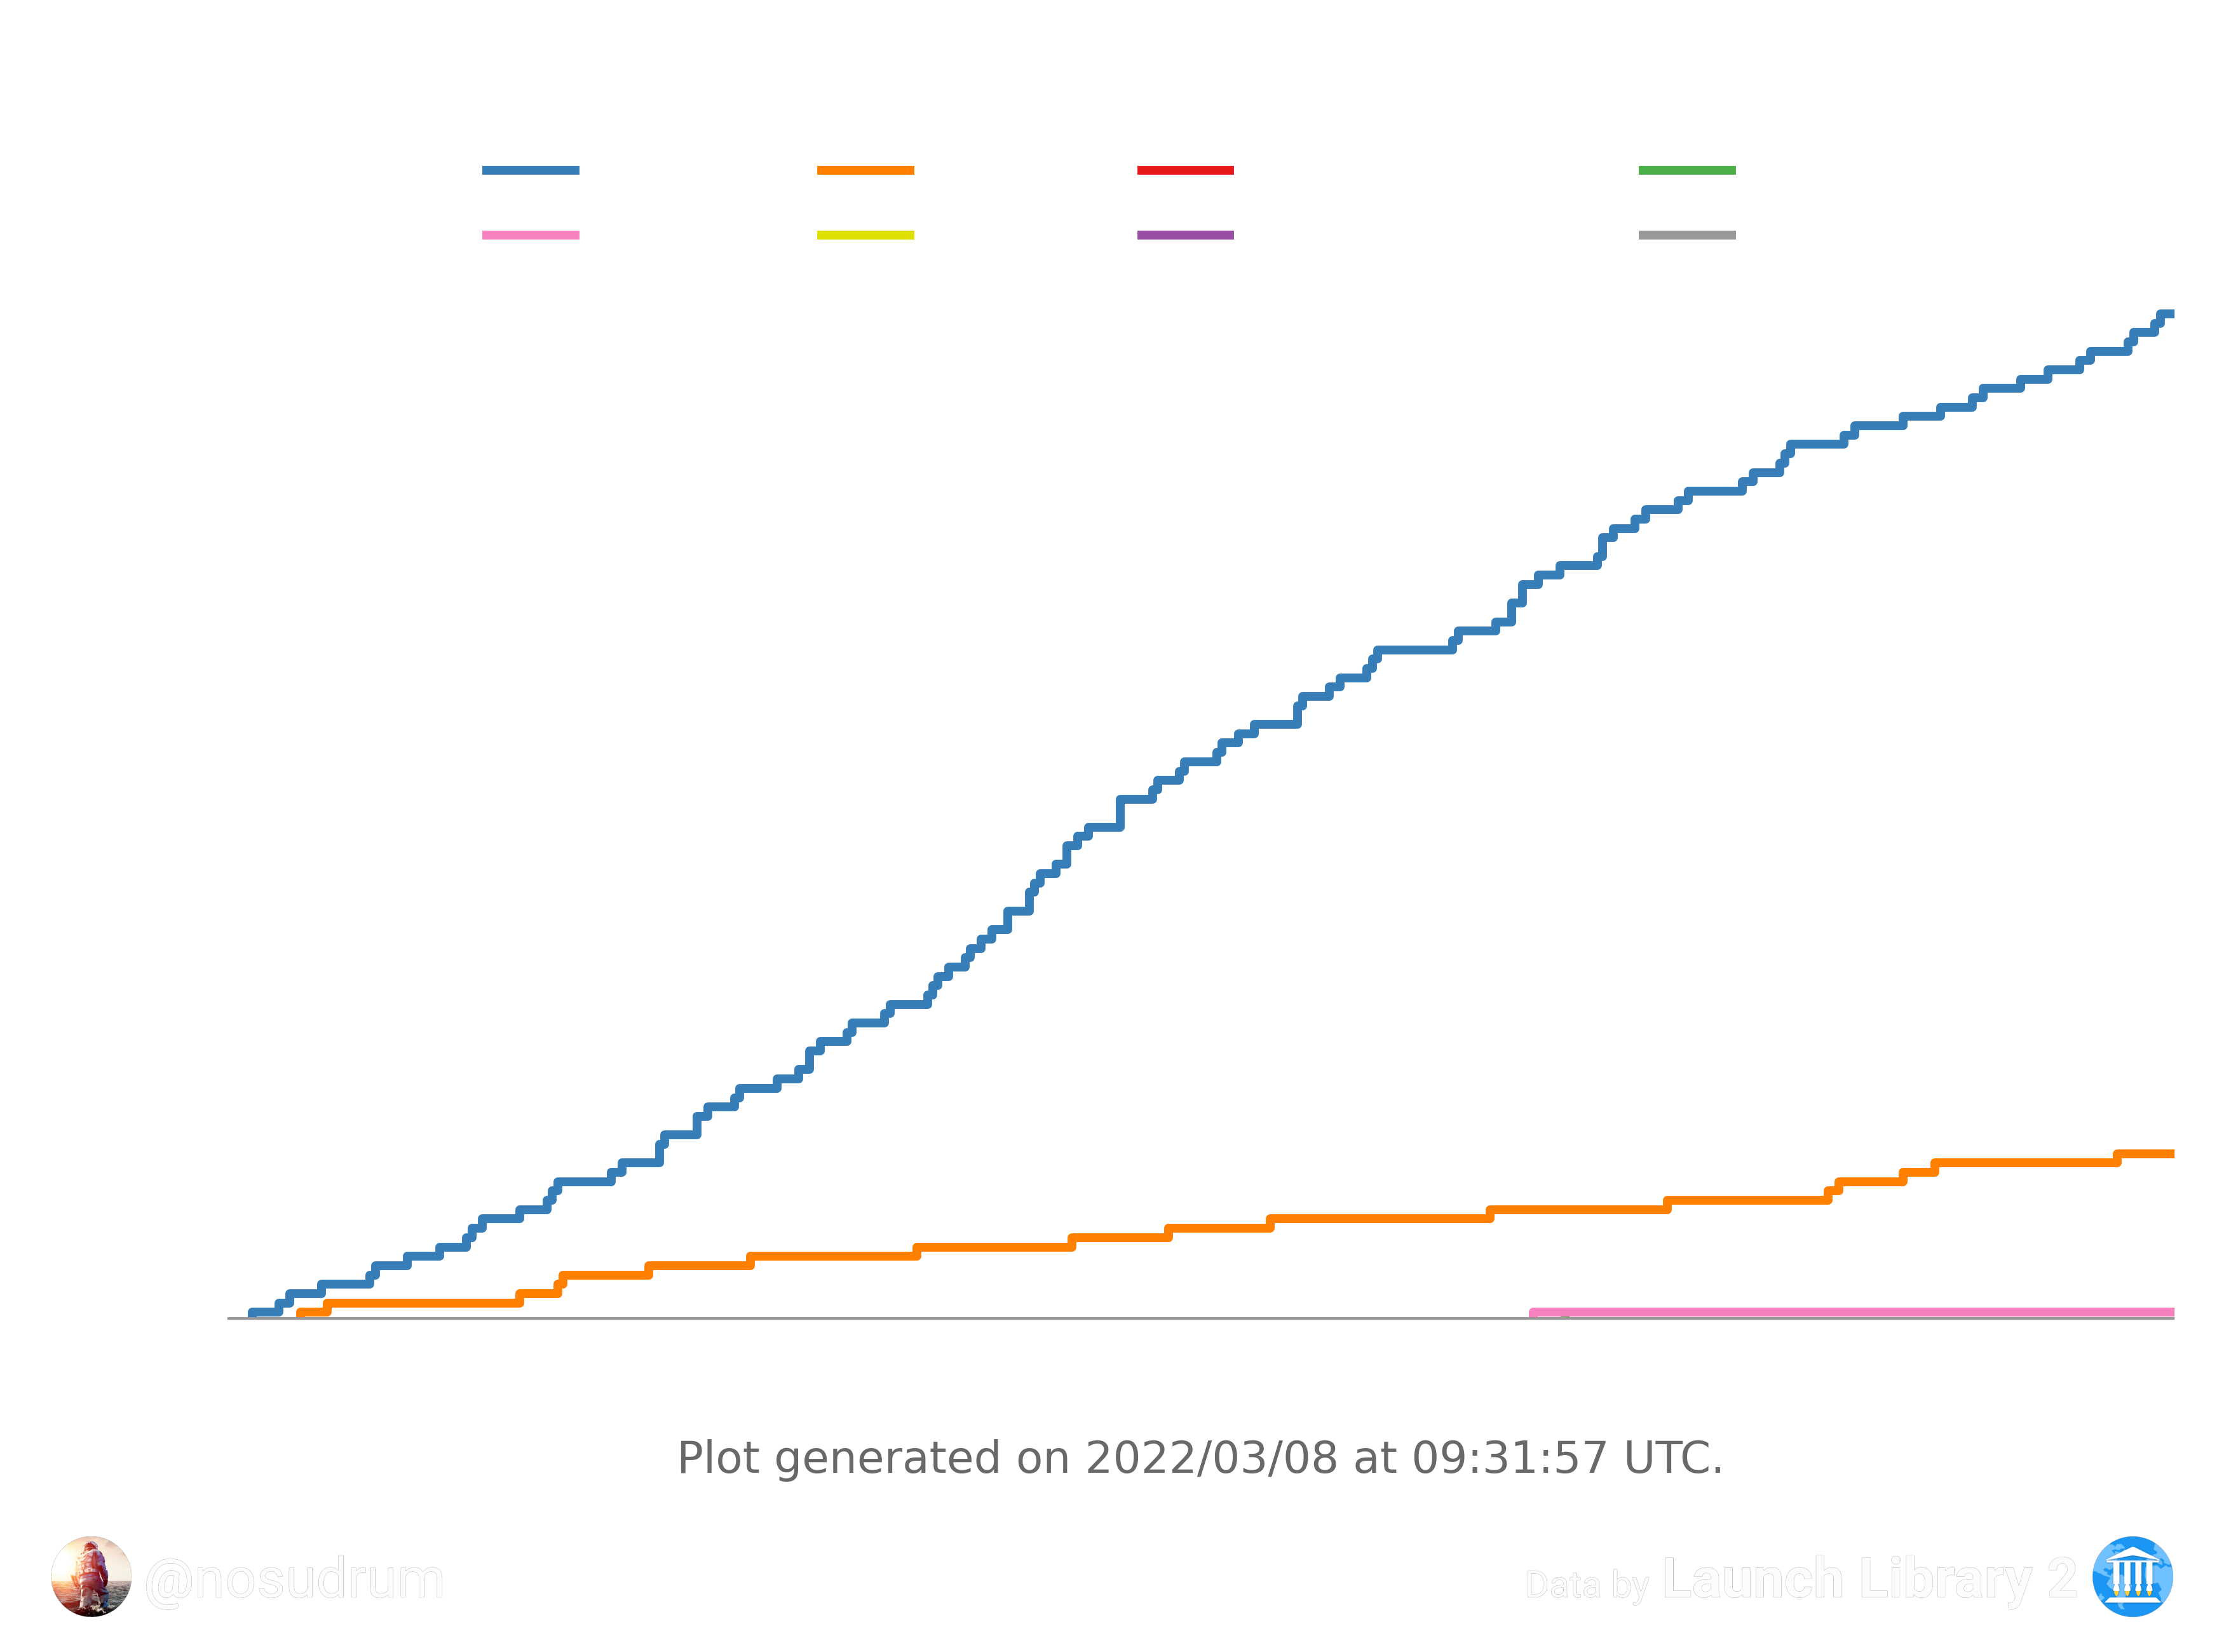 Plot generated on 2022/03/08 at 09:31:57 UTC.
@nosudrum
Data by Launch Library 2